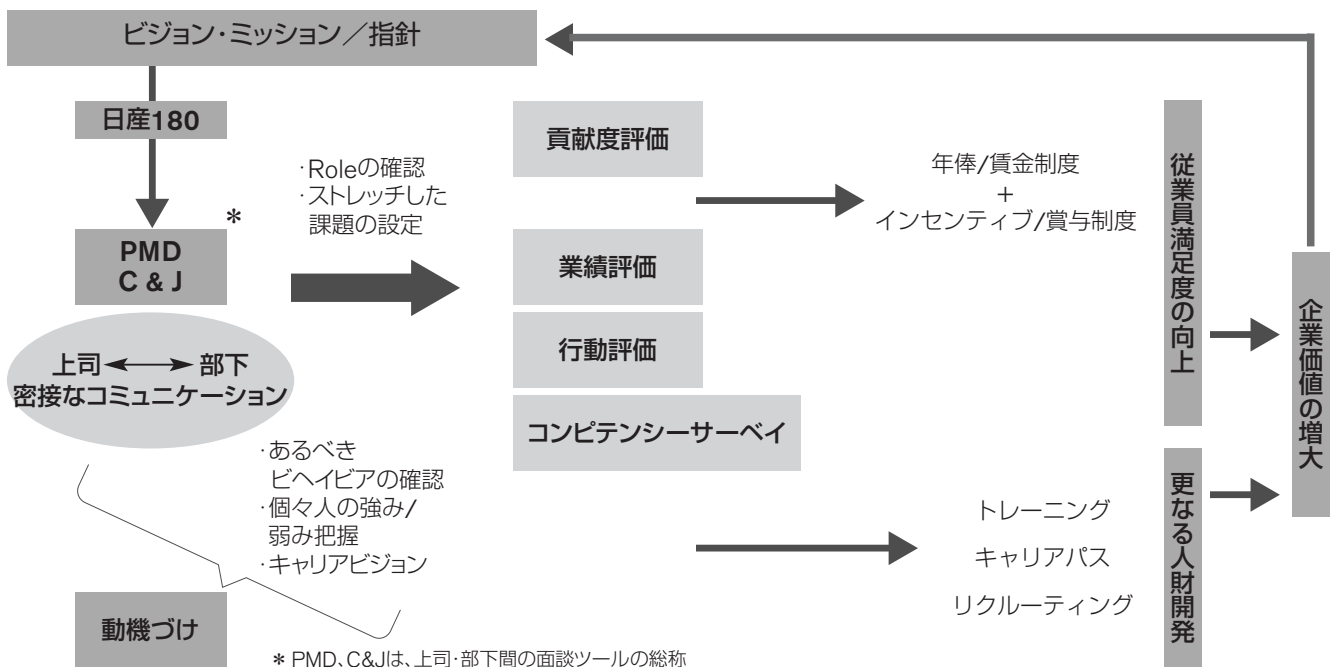 ビジョン・ミッション／指針
日産180
*
PMD
C & J
上司 部下
密接なコミュニケーション
・Roleの確認
・ストレッチした
課題の設定
・あるべき
ビヘイビアの確認
・個々人の強み/
弱み把握
・キャリアビジョン
動機づけ
貢献度評価
業績評価
行動評価
コンピテンシーサーベイ
年俸/賃金制度
+
インセンティブ/賞与制度
トレーニング
キャリアパス
リクルーティング
従業員満足度の向上
更なる人財開発
企業価値の増大
* PMD、C&Jは、上司・部下間の面談ツールの総称